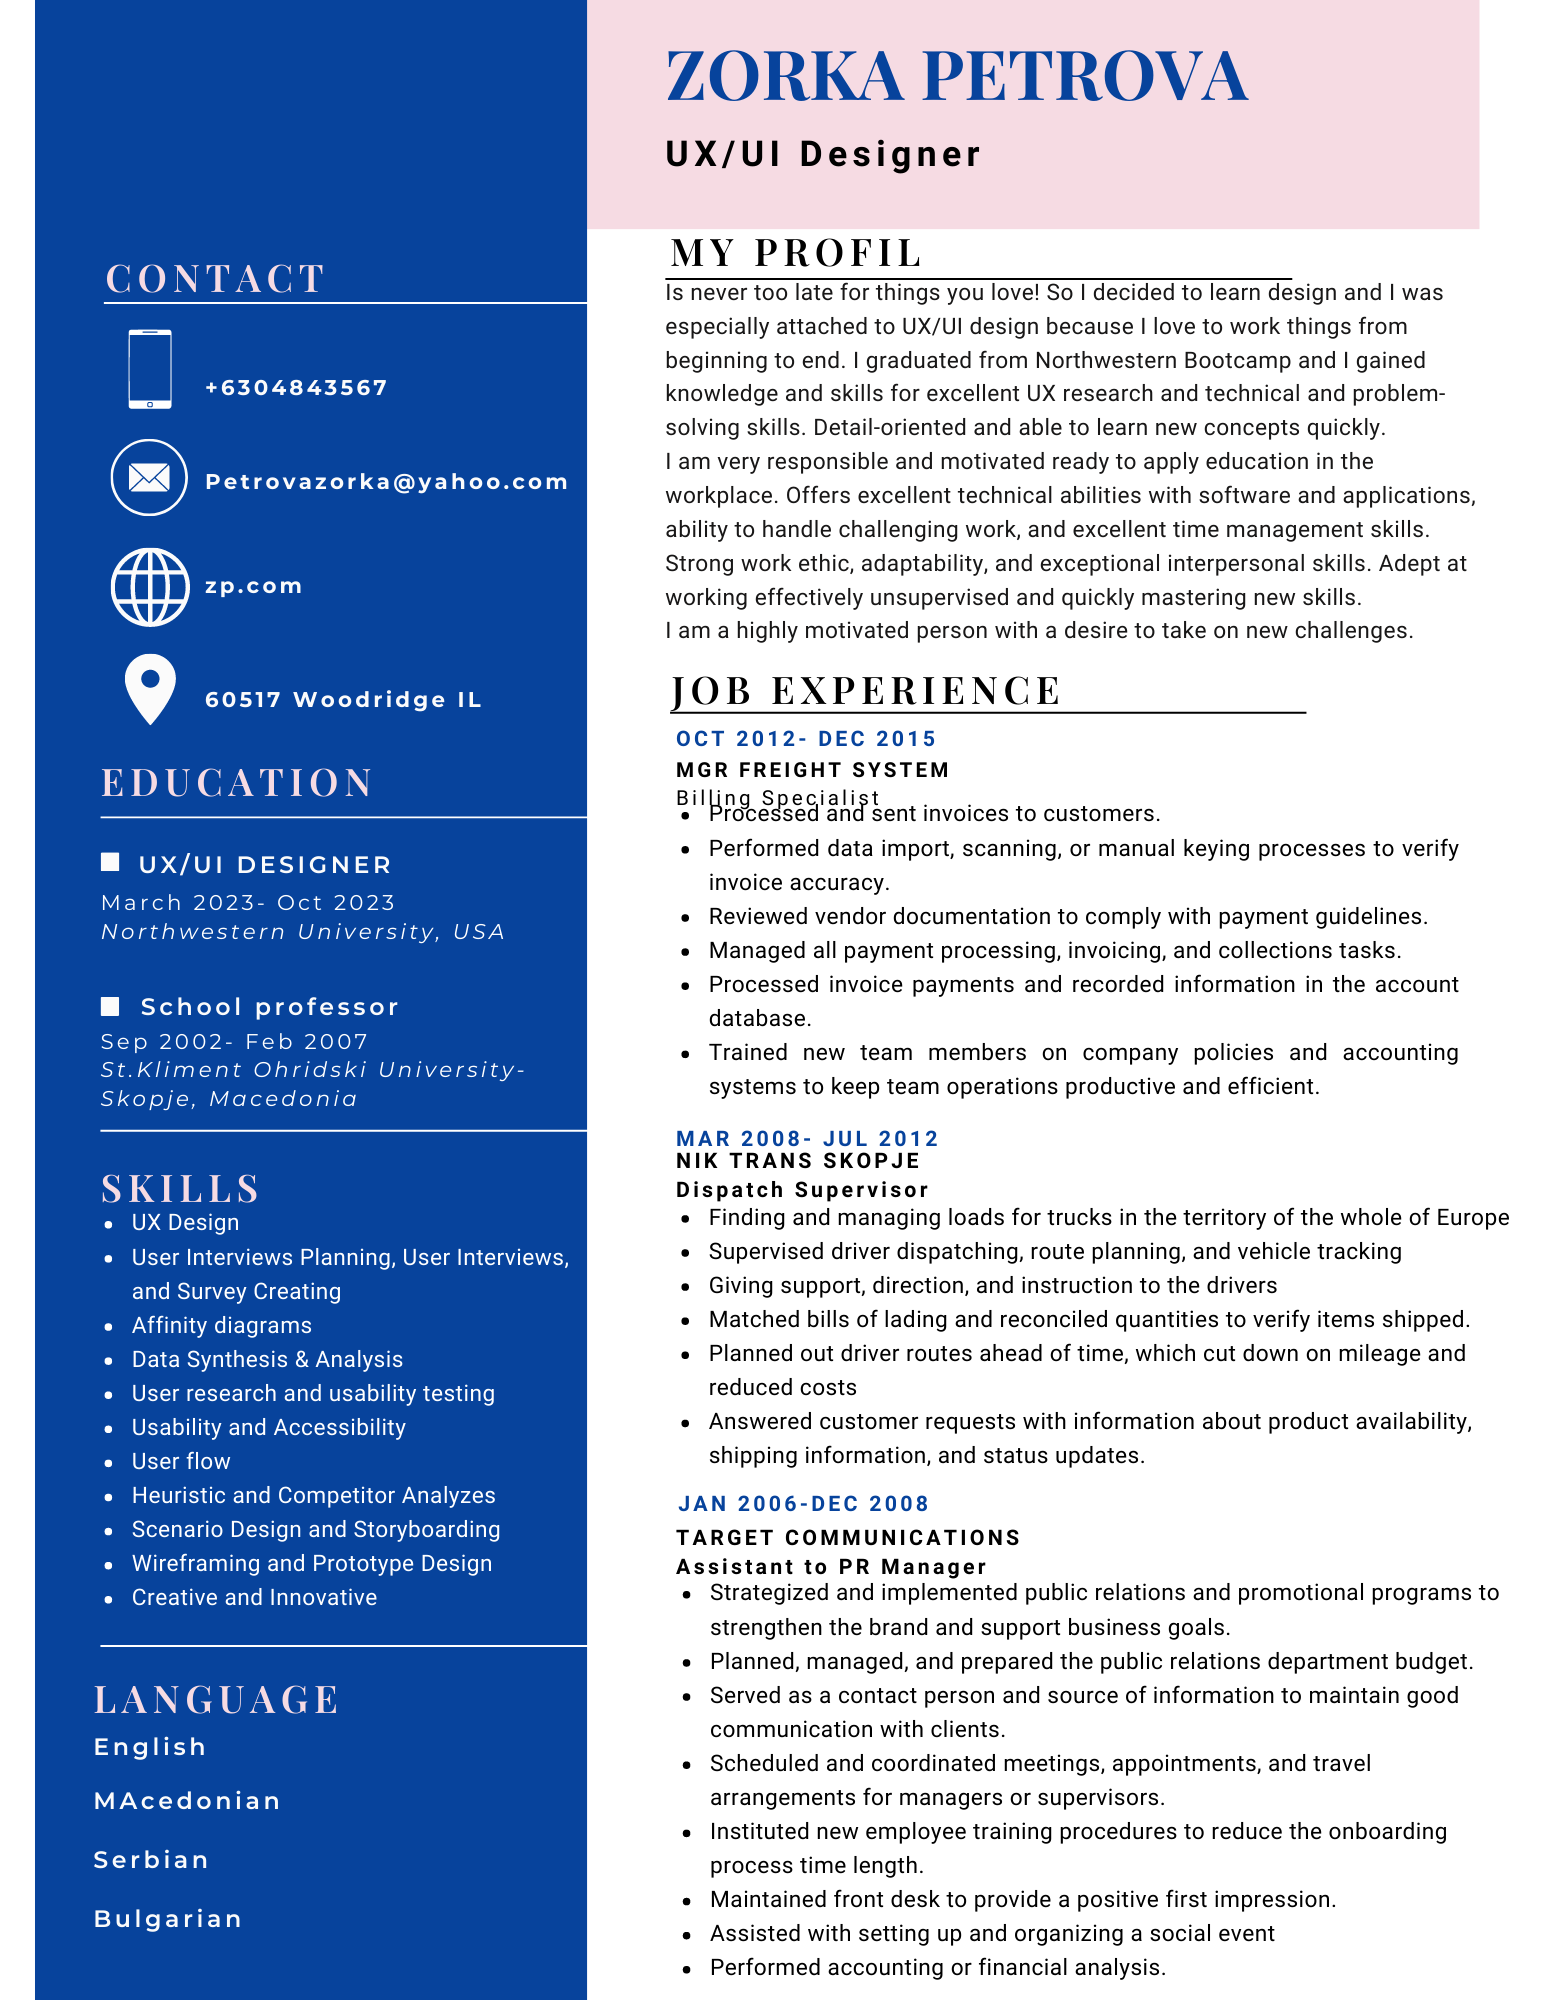 ZORKA PETROVA
UX/UI Designer
CONTACT
+6304843567
Petrovazorka@yahoo.com
zp.com
60517 Woodridge IL
EDUCATION
UX/UI DESIGNER
March 2023- Oct 2023
Northwestern University, USA
School professor
Sep 2002- Feb 2007
St.Kliment Ohridski University-
Skopje, Macedonia
SKILLS
UX Design
User Interviews Planning, User Interviews,
and Survey Creating
Affinity diagrams
Data Synthesis & Analysis
User research and usability testing
Usability and Accessibility
User flow
Heuristic and Competitor Analyzes
Scenario Design and Storyboarding
Wireframing and Prototype Design
Creative and Innovative
LANGUAGE
English
MAcedonian
Serbian
Bulgarian
MY PROFIL
Is never too late for things you love! So I decided to learn design and I was
especially attached to UX/UI design because I love to work things from
beginning to end. I graduated from Northwestern Bootcamp and I gained
knowledge and skills for excellent UX research and technical and problem-
solving skills. Detail-oriented and able to learn new concepts quickly.
I am very responsible and motivated ready to apply education in the
workplace. Offers excellent technical abilities with software and applications,
ability to handle challenging work, and excellent time management skills.
Strong work ethic, adaptability, and exceptional interpersonal skills. Adept at
working effectively unsupervised and quickly mastering new skills.
I am a highly motivated person with a desire to take on new challenges.
JOB EXPERIENCE
OCT 2012- DEC 2015
MGR FREIGHT SYSTEM
Billing Specialist
Processed and sent invoices to customers.
Performed data import, scanning, or manual keying processes to verify
invoice accuracy.
Reviewed vendor documentation to comply with payment guidelines.
Managed all payment processing, invoicing, and collections tasks.
Processed invoice payments and recorded information in the account
database.
Trained new team members on company policies and accounting
systems to keep team operations productive and efficient.
MAR 2008- JUL 2012
NIK TRANS SKOPJE
Dispatch Supervisor
Finding and managing loads for trucks in the territory of the whole of Europe
Supervised driver dispatching, route planning, and vehicle tracking
Giving support, direction, and instruction to the drivers
Matched bills of lading and reconciled quantities to verify items shipped.
Planned out driver routes ahead of time, which cut down on mileage and
reduced costs
Answered customer requests with information about product availability,
shipping information, and status updates.
JAN 2006-DEC 2008
TARGET COMMUNICATIONS
Assistant to PR Manager
Strategized and implemented public relations and promotional programs to
strengthen the brand and support business goals.
Planned, managed, and prepared the public relations department budget.
Served as a contact person and source of information to maintain good
communication with clients.
Scheduled and coordinated meetings, appointments, and travel
arrangements for managers or supervisors.
Instituted new employee training procedures to reduce the onboarding
process time length.
Maintained front desk to provide a positive first impression.
Assisted with setting up and organizing a social event
Performed accounting or financial analysis.